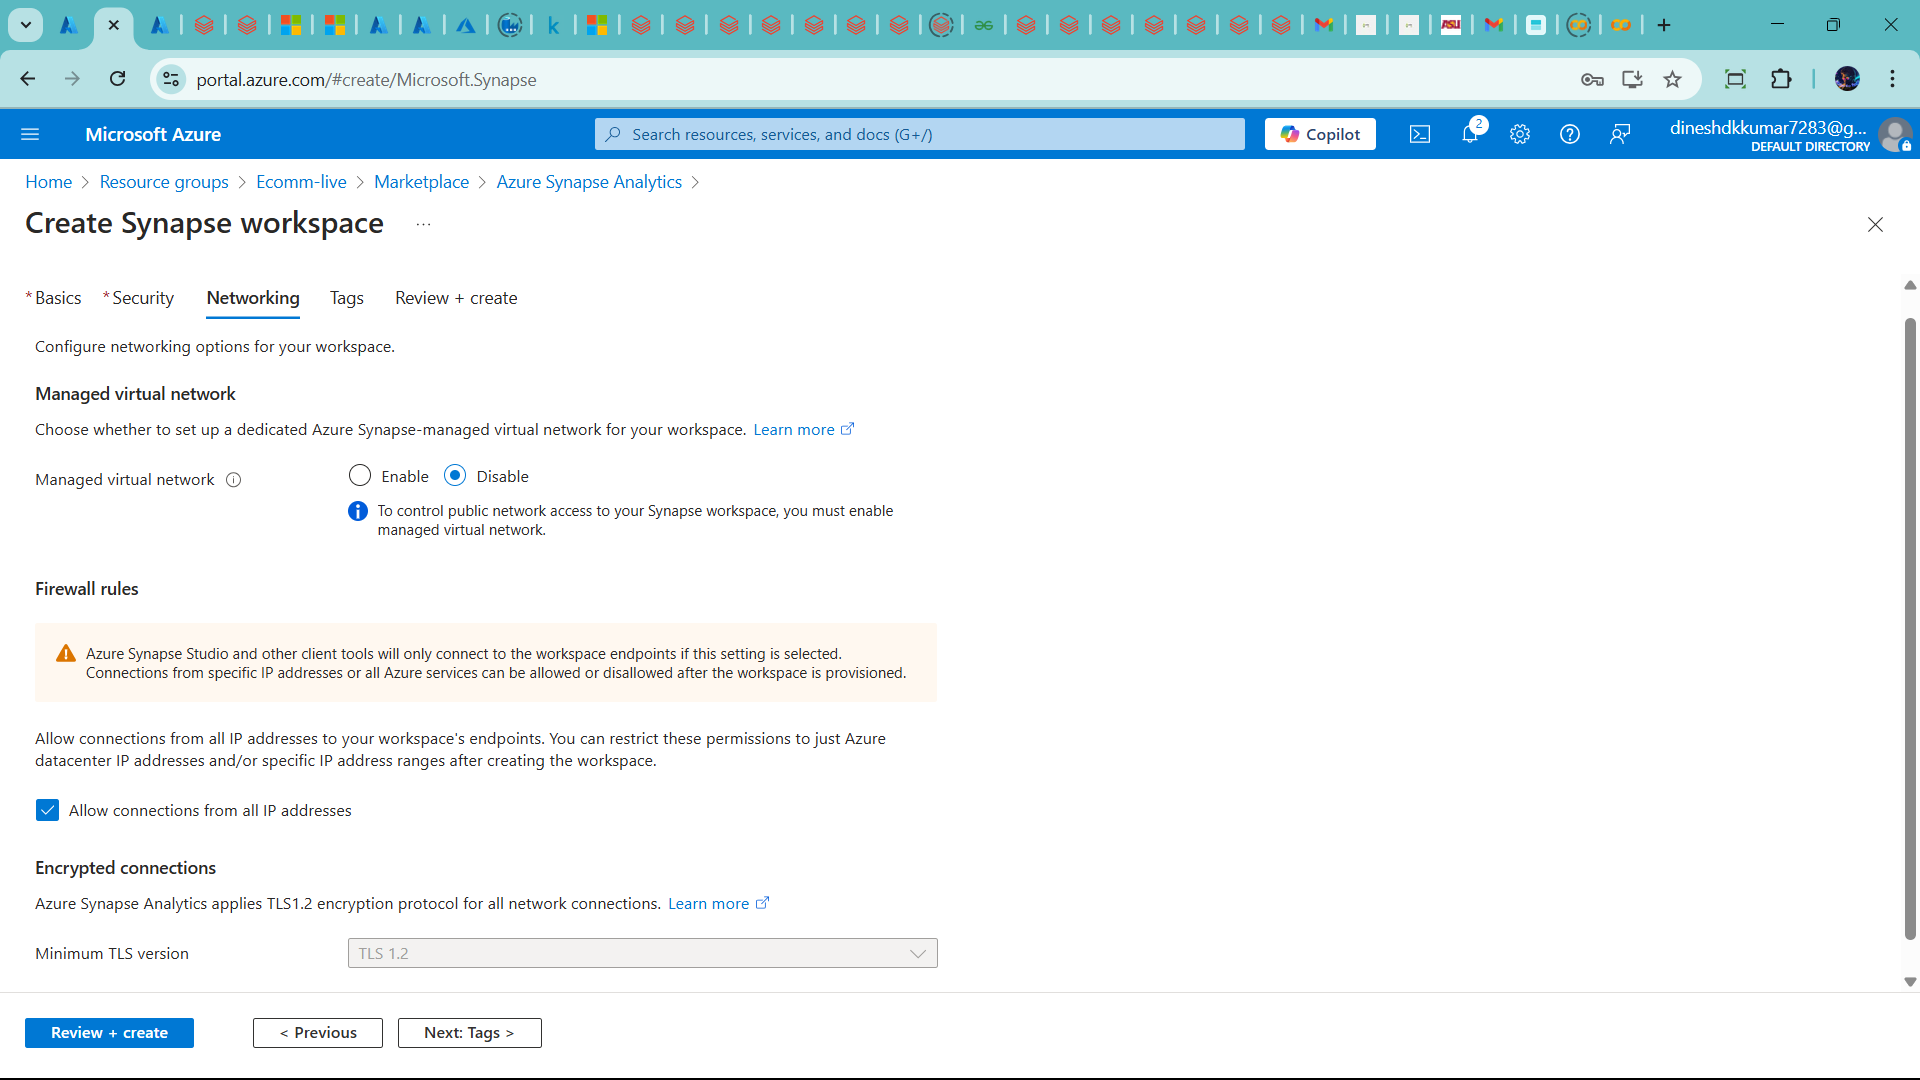 portal.azure.com/#create/Microsoft.Synapse
Microsoft Azure
Search resources, services, and docs (G+/)
Copilot
2
dineshdkkumar7283@g...
DEFAULT DIRECTORY
Home > Resource groups > Ecomm-live > Marketplace > Azure Synapse Analytics >
Create Synapse workspace ...
* Basics * Security Networking Tags Review + create
Configure networking options for your workspace.
Managed virtual network
Choose whether to set up a dedicated Azure Synapse-managed virtual network for your workspace. Learn more
Managed virtual network
Enable Disable
To control public network access to your Synapse workspace, you must enable
managed virtual network.
Firewall rules
Azure Synapse Studio and other client tools will only connect to the workspace endpoints if this setting is selected.
Connections from specific IP addresses or all Azure services can be allowed or disallowed after the workspace is provisioned.
Allow connections from all IP addresses to your workspace's endpoints. You can restrict these permissions to just Azure
datacenter IP addresses and/or specific IP address ranges after creating the workspace.
Allow connections from all IP addresses
Encrypted connections
Azure Synapse Analytics applies TLS1.2 encryption protocol for all network connections. Learn more
Minimum TLS version
TLS 1.2
Review + create
< Previous
Next: Tags >